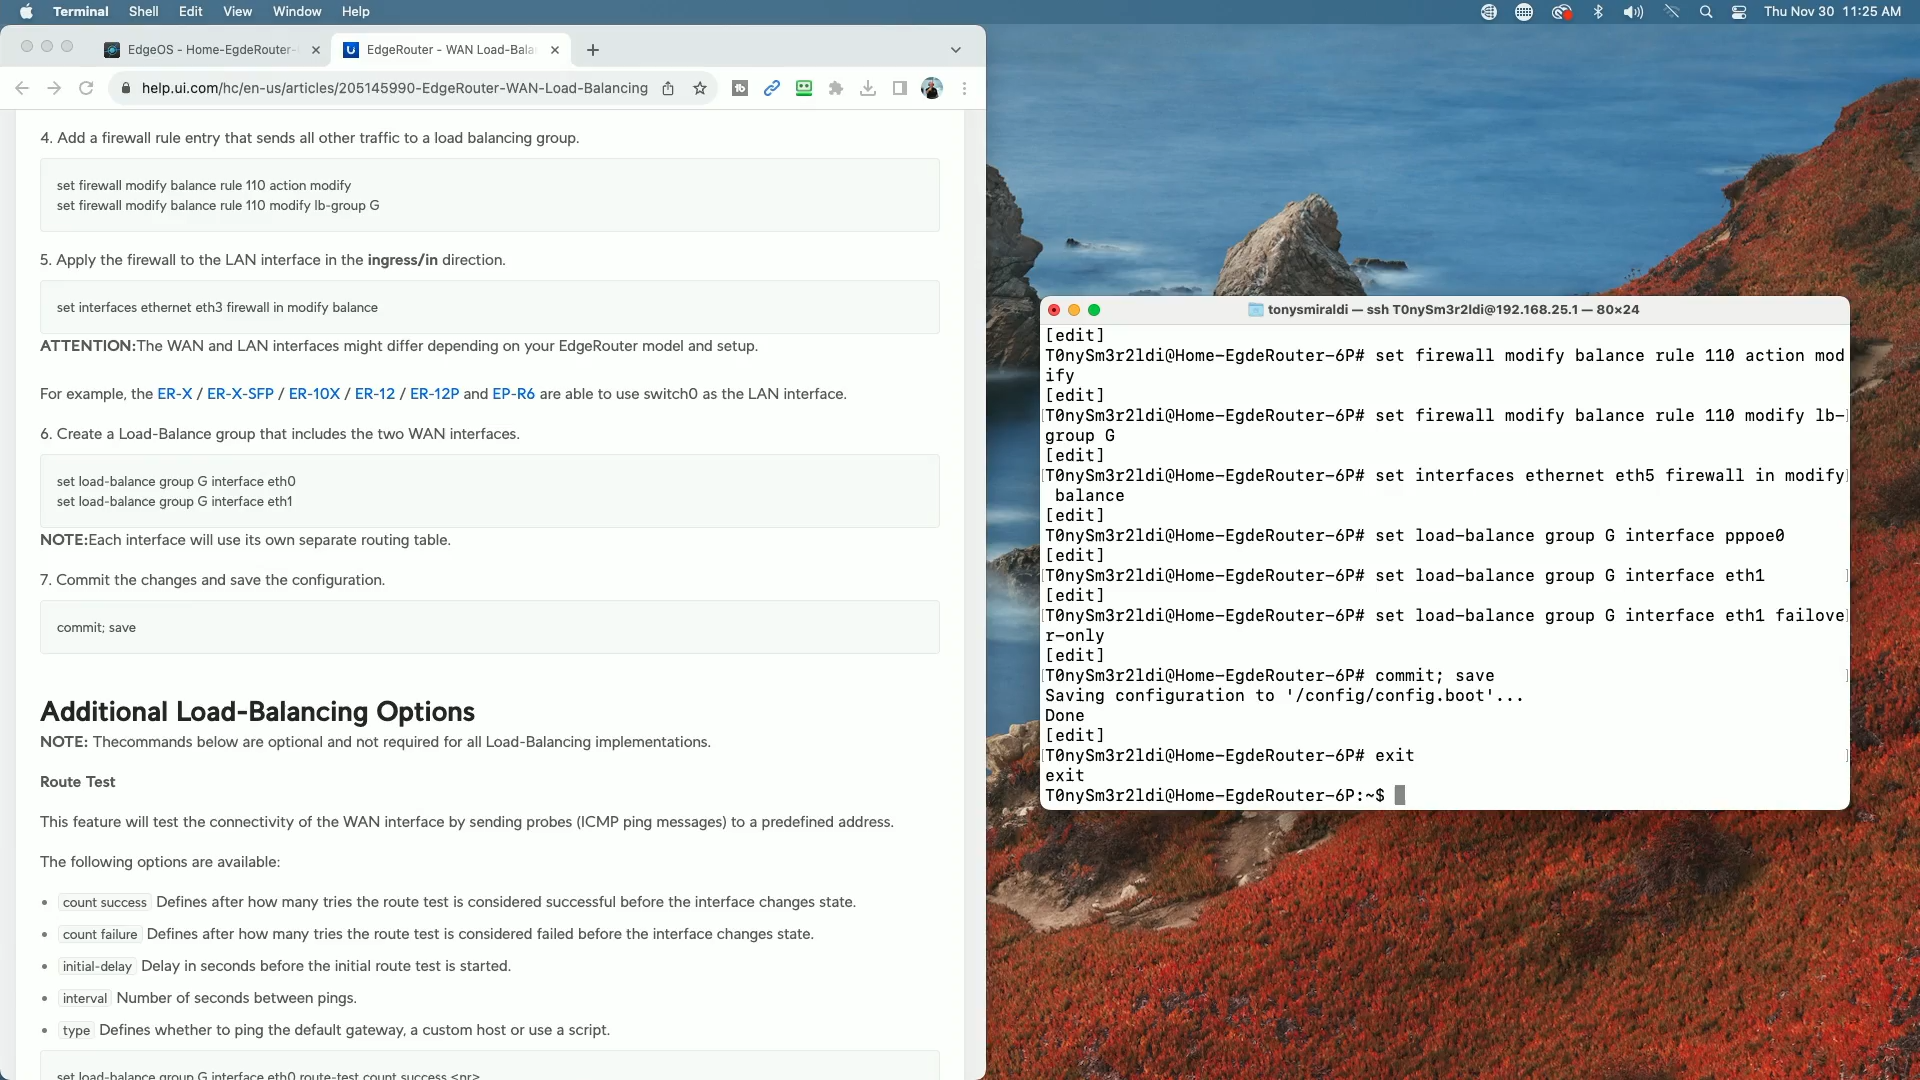 Terminal Shell Edit View Window Help
Thu Nov 30 11:25 AM
EdgeOS - Home-EgdeRouter-
EdgeRouter - WAN Load-Bala
help.ui.com/hc/en-us/articles/205145990-EdgeRouter-WAN-Load-Balancing
4. Add a firewall rule entry that sends all other traffic to a load balancing group.
set firewall modify balance rule 110 action modify
set firewall modify balance rule 110 modify lb-group G
5. Apply the firewall to the LAN interface in the ingress/in direction.
set interfaces ethernet eth3 firewall in modify balance
ATTENTION:The WAN and LAN interfaces might differ depending on your EdgeRouter model and setup.
For example, the ER-X / ER-X-SFP / ER-10X / ER-12 / ER-12P and EP-R6 are able to use switch0 as the LAN interface.
6. Create a Load-Balance group that includes the two WAN interfaces.
set load-balance group G interface eth0
set load-balance group G interface eth1
NOTE:Each interface will use its own separate routing table.
7. Commit the changes and save the configuration.
commit; save
Additional Load-Balancing Options
NOTE: Thecommands below are optional and not required for all Load-Balancing implementations.
Route Test
This feature will test the connectivity of the WAN interface by sending probes (ICMP ping messages) to a predefined address.
The following options are available:
• count success Defines after how many tries the route test is considered successful before the interface changes state.
• count failure Defines after how many tries the route test is considered failed before the interface changes state.
• initial-delay Delay in seconds before the initial route test is started.
• interval Number of seconds between pings.
• type Defines whether to ping the default gateway, a custom host or use a script.
set load-balance group G interface eth0 route-test count success <nr>
tonysmiraldi — ssh T0nySm3r2ldi@192.168.25.1 — 80×24
[edit]
T0nySm3r2ldi@Home-EgdeRouter-6P# set firewall modify balance rule 110 action mod
ify
[edit]
[T0nySm3r2ldi@Home-EgdeRouter-6P# set firewall modify balance rule 110 modify lb-]
group G
[edit]
[T0nySm3r2ldi@Home-EgdeRouter-6P# set interfaces ethernet eth5 firewall in modify]
balance
[edit]
T0nySm3r2ldi@Home-EgdeRouter-6P# set load-balance group G interface pppoe0
[edit]
[T0nySm3r2ldi@Home-EgdeRouter-6P# set load-balance group G interface eth1 ]
[edit]
[T0nySm3r2ldi@Home-EgdeRouter-6P# set load-balance group G interface eth1 failove]
r-only
[edit]
[T0nySm3r2ldi@Home-EgdeRouter-6P# commit; save ]
Saving configuration to '/config/config.boot'...
Done
[edit]
[T0nySm3r2ldi@Home-EgdeRouter-6P# exit ]
exit
T0nySm3r2ldi@Home-EgdeRouter-6P:~$